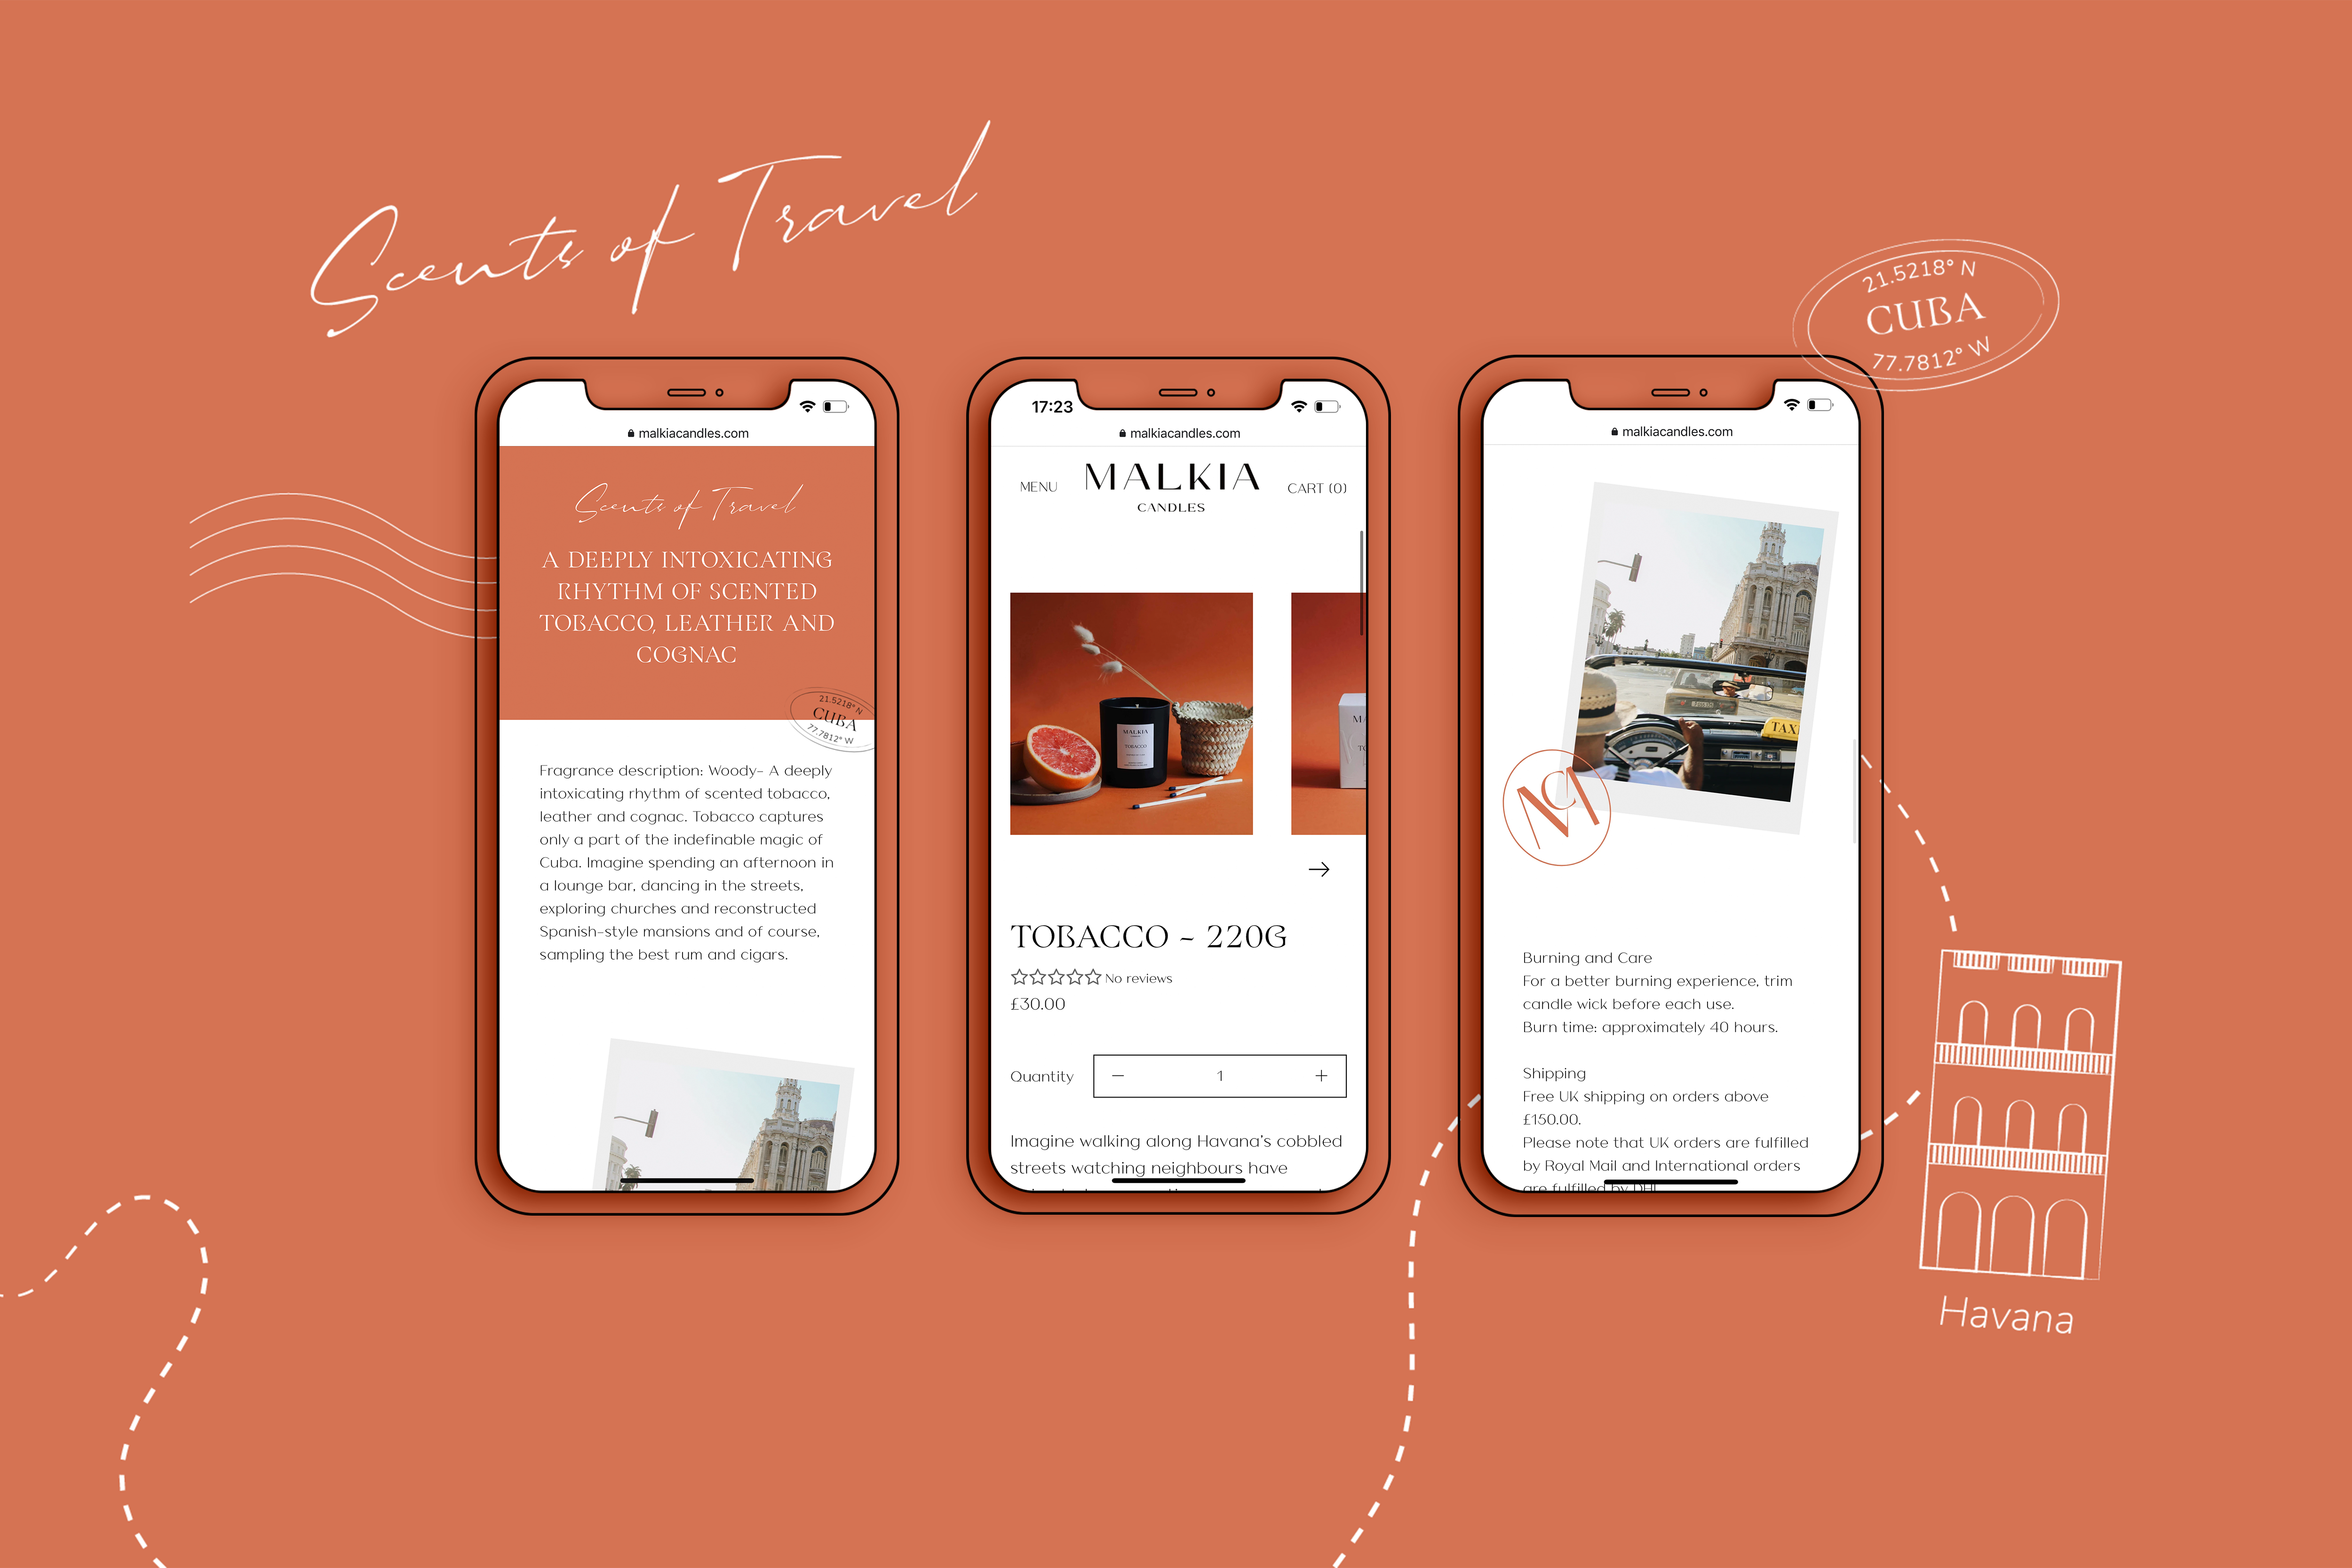 Scents of Travel
21.5218° N
CUBA
77.7812° W
malkiacandles.com
Scents of Travel
A DEEPLY INTOXICATING
RHYTHM OF SCENTED
TOBACCO, LEATHER AND
COGNAC
21.5218° N
CUBA
77.7812° W
Fragrance description: Woody- A deeply
intoxicating rhythm of scented tobacco,
leather and cognac. Tobacco captures
only a part of the indefinable magic of
Cuba. Imagine spending an afternoon in
a lounge bar, dancing in the streets,
exploring churches and reconstructed
Spanish-style mansions and of course,
sampling the best rum and cigars.
17:23
malkiacandles.com
MENU
MALKIA
CANDLES
CART (0)
MALKIA
TOBACCO
TOBACCO - 220G
No reviews
£30.00
Quantity
− 1 +
Imagine walking along Havana's cobbled
streets watching neighbours have
malkiacandles.com
TAXI
MC
Burning and Care
For a better burning experience, trim
candle wick before each use.
Burn time: approximately 40 hours.
Shipping
Free UK shipping on orders above
£150.00.
Please note that UK orders are fulfilled
by Royal Mail and International orders
are fulfilled by DHL
Havana